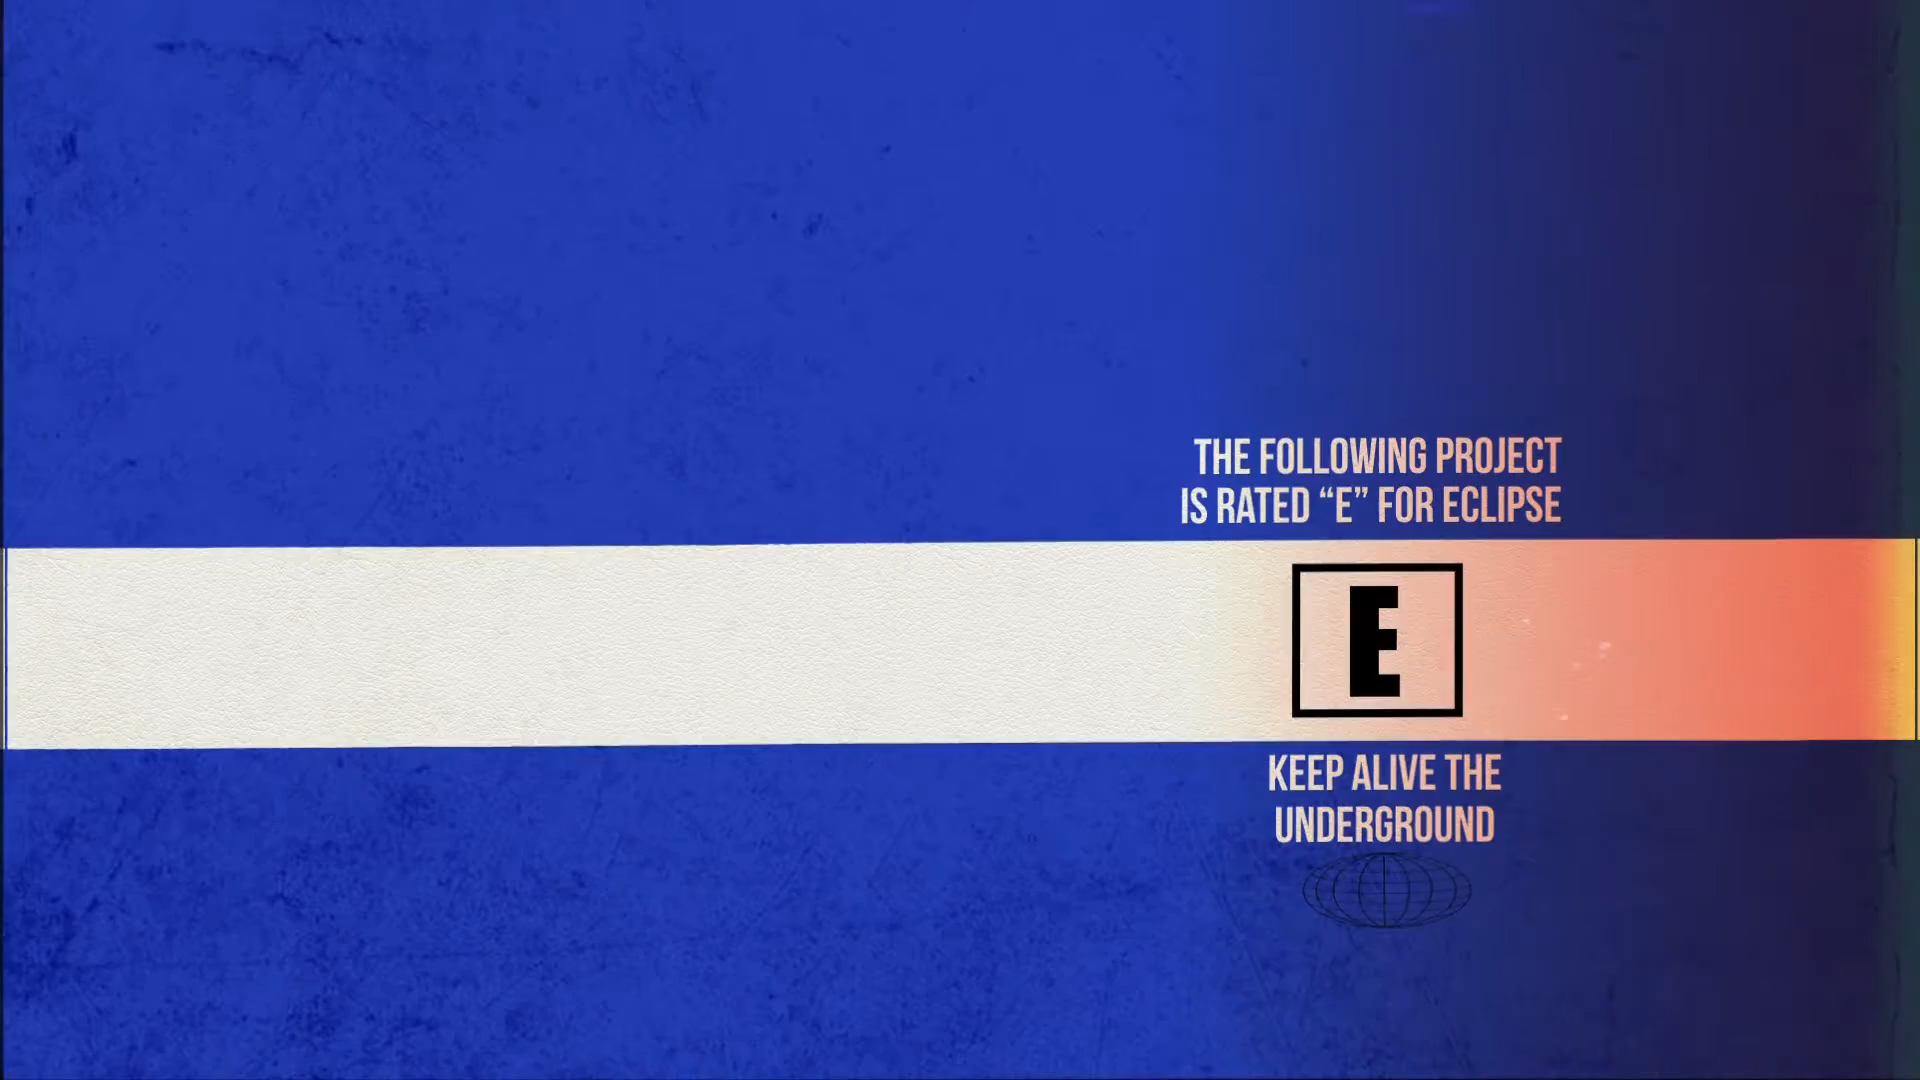 THE FOLLOWING PROJECT
IS RATED “E” FOR ECLIPSE
E
KEEP ALIVE THE
UNDERGROUND